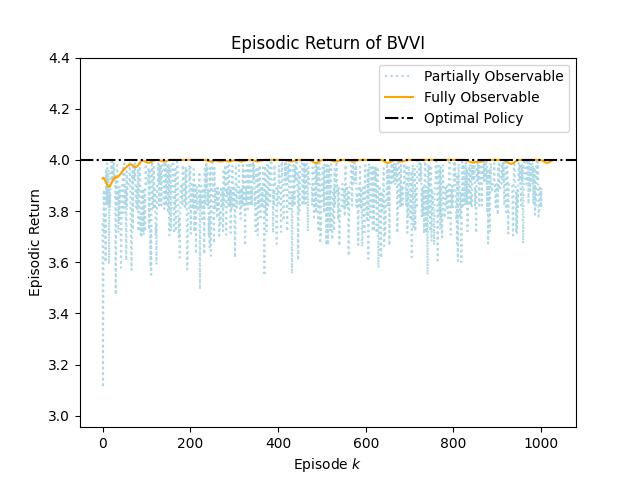 Episodic Return of BVVI
4.4
4.2
4.0
3.8
3.6
3.4
3.2
3.0
Episodic Return
Partially Observable
Fully Observable
Optimal Policy
0
200
400
600
800
1000
Episode k